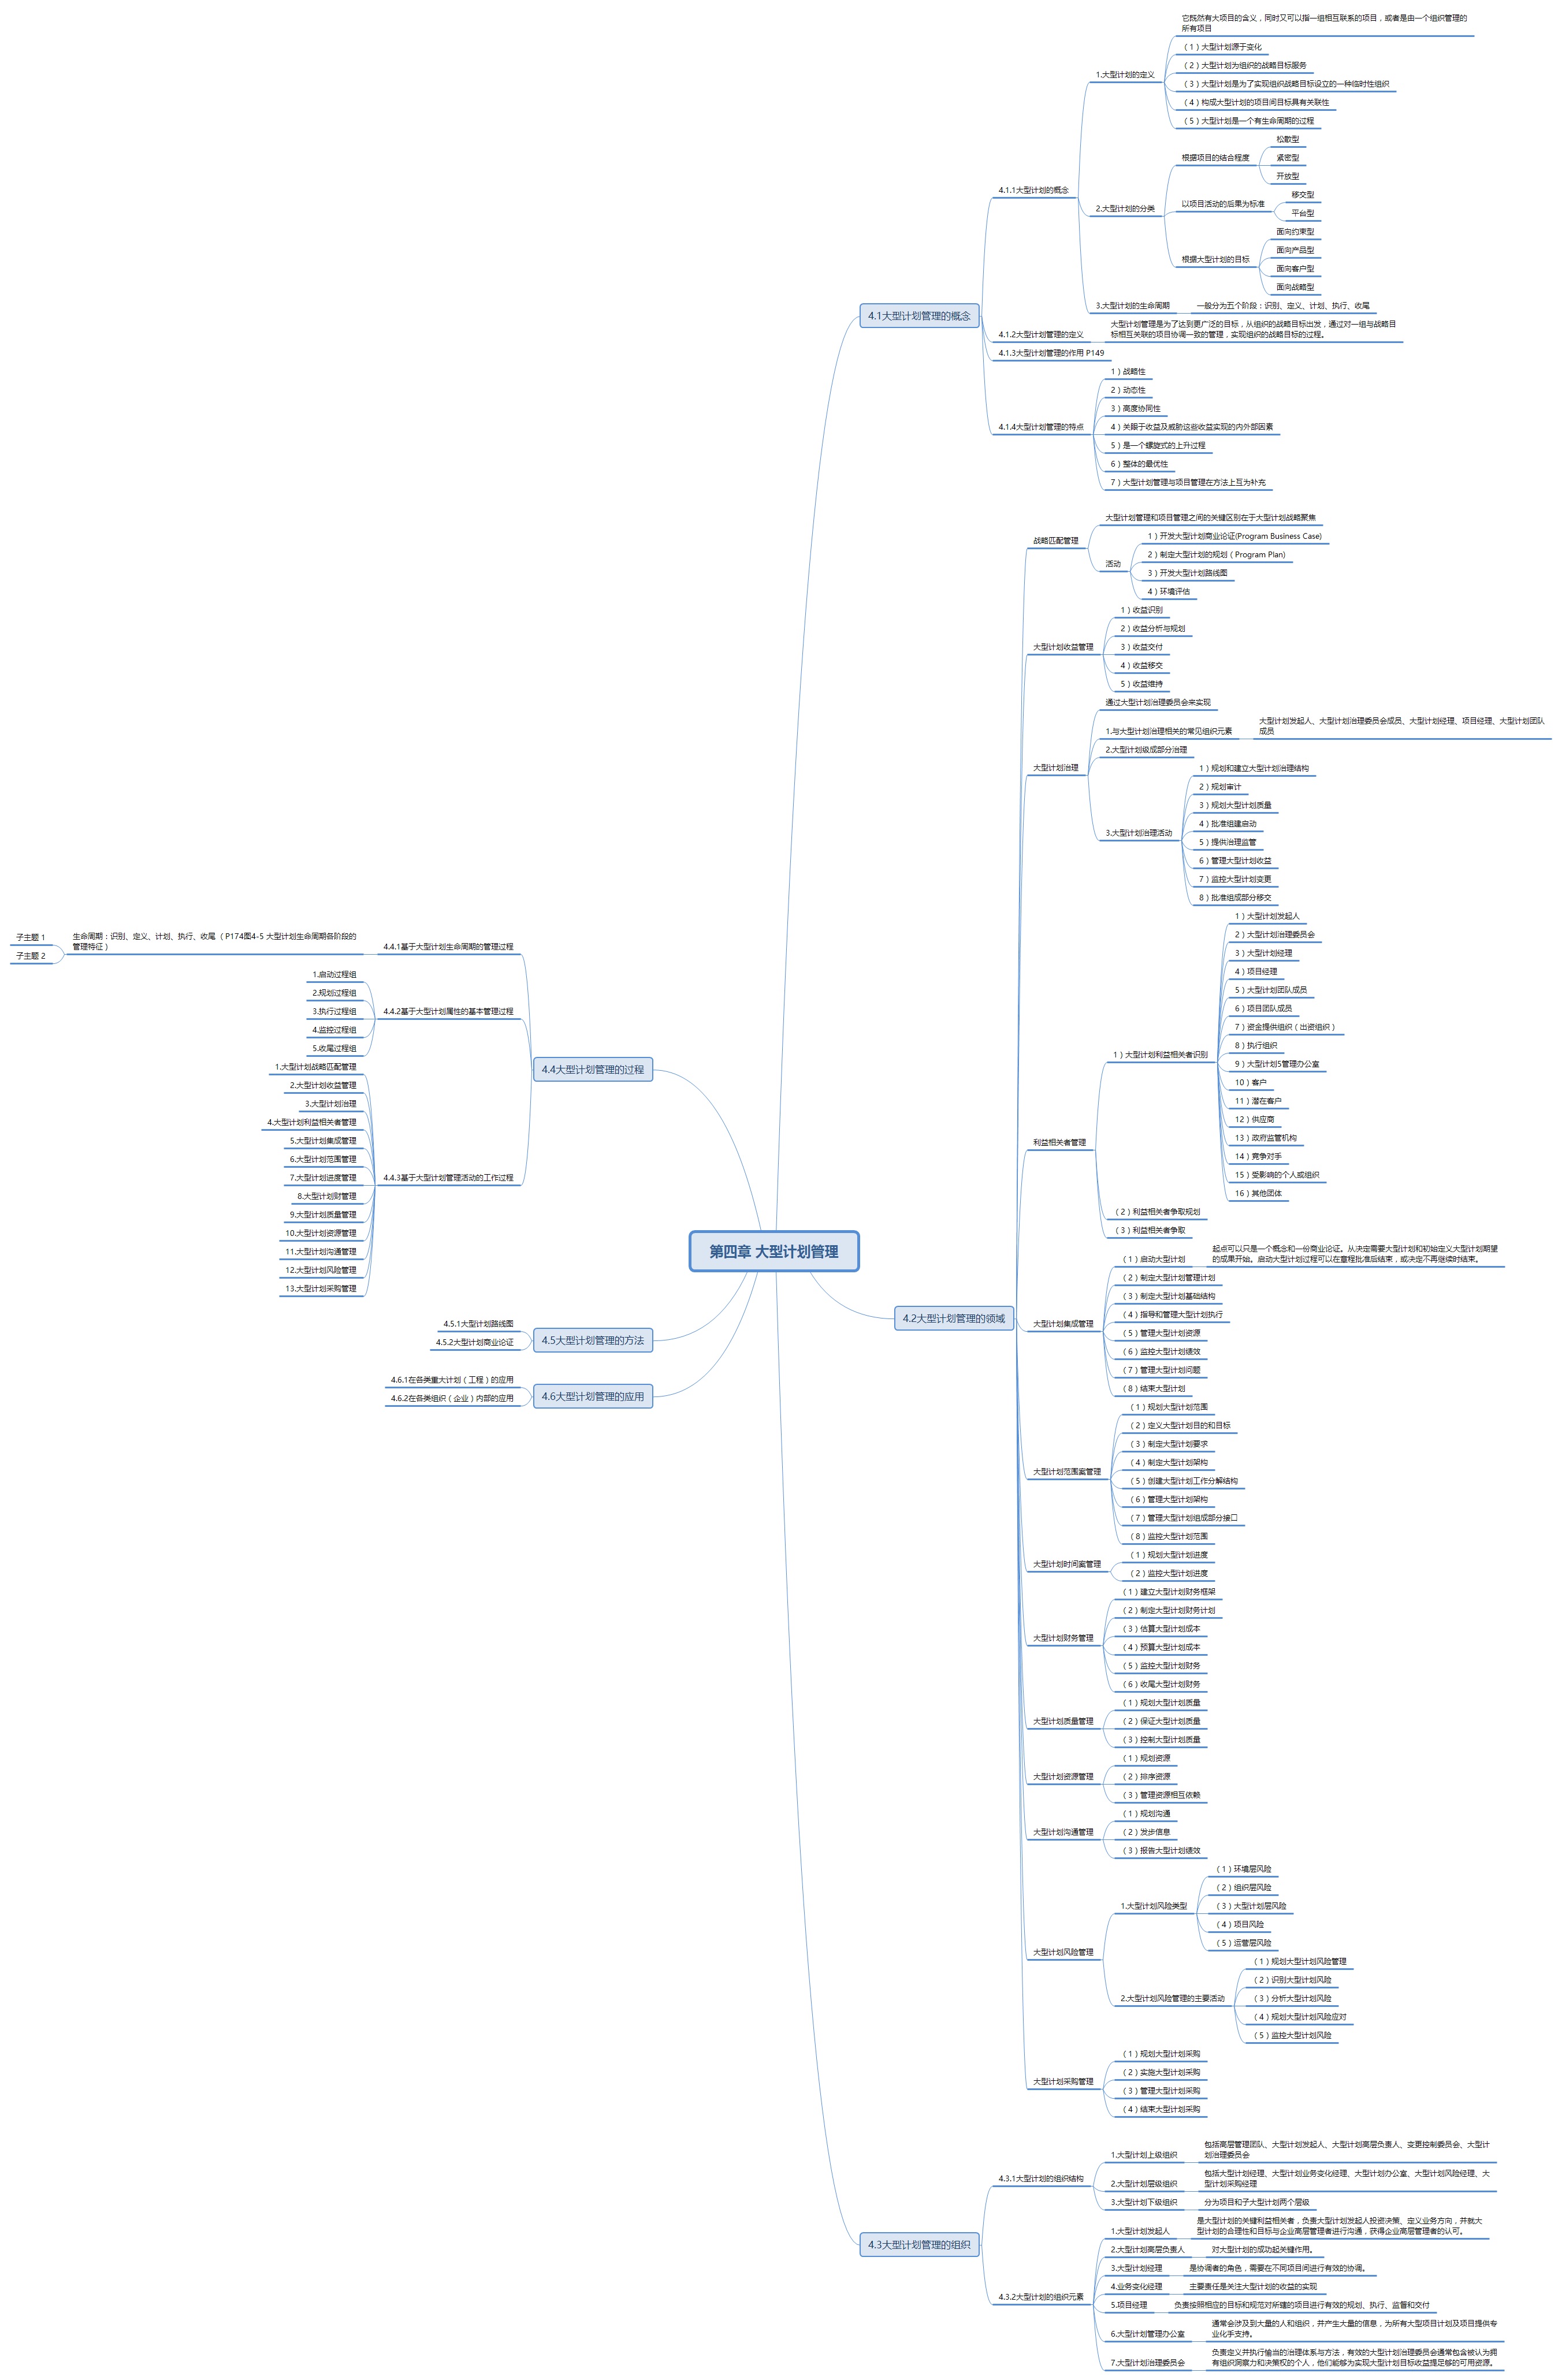 第四章 大型计划管理
4.1大型计划管理的概念
4.1.1大型计划的概念
1.大型计划的定义
它既然有大项目的含义，同时又可以指一组相互联系的项目，或者是由一个组织管理的
所有项目
（1）大型计划源于变化
（2）大型计划为组织的战略目标服务
（3）大型计划是为了实现组织战略目标设立的一种临时性组织
（4）构成大型计划的项目间目标具有关联性
（5）大型计划是一个有生命周期的过程
2.大型计划的分类
根据项目的结合程度
松散型
紧密型
开放型
以项目活动的后果为标准
移交型
平台型
根据大型计划的目标
面向约束型
面向产品型
面向客户型
面向战略型
3.大型计划的生命周期
一般分为五个阶段：识别、定义、计划、执行、收尾
4.1.2大型计划管理的定义
大型计划管理是为了达到更广泛的目标，从组织的战略目标出发，通过对一组与战略目
标相互关联的项目协调一致的管理，实现组织的战略目标的过程。
4.1.3大型计划管理的作用 P149
4.1.4大型计划管理的特点
1）战略性
2）动态性
3）高度协同性
4）关眼于收益及威胁这些收益实现的内外部因素
5）是一个螺旋式的上升过程
6）整体的最优性
7）大型计划管理与项目管理在方法上互为补充
4.2大型计划管理的领域
战略匹配管理
大型计划管理和项目管理之间的关键区别在于大型计划战略聚焦
活动
1）开发大型计划商业论证(Program Business Case)
2）制定大型计划的规划（Program Plan)
3）开发大型计划路线图
4）环境评估
大型计划收益管理
1）收益识别
2）收益分析与规划
3）收益交付
4）收益移交
5）收益维持
大型计划治理
通过大型计划治理委员会来实现
1.与大型计划治理相关的常见组织元素
大型计划发起人、大型计划治理委员会成员、大型计划经理、项目经理、大型计划团队
成员
2.大型计划级成部分治理
3.大型计划治理活动
1）规划和建立大型计划治理结构
2）规划审计
3）规划大型计划质量
4）批准组建启动
5）提供治理监管
6）管理大型计划收益
7）监控大型计划变更
8）批准组成部分移交
利益相关者管理
1）大型计划利益相关者识别
1）大型计划发起人
2）大型计划治理委员会
3）大型计划经理
4）项目经理
5）大型计划团队成员
6）项目团队成员
7）资金提供组织（出资组织）
8）执行组织
9）大型计划5管理办公室
10）客户
11）潜在客户
12）供应商
13）政府监管机构
14）竞争对手
15）受影响的个人或组织
16）其他团体
（2）利益相关者争取规划
（3）利益相关者争取
大型计划集成管理
（1）启动大型计划
起点可以只是一个概念和一份商业论证。从决定需要大型计划和初始定义大型计划期望
的成果开始。启动大型计划过程可以在章程批准后结束，或决定不再继续时结束。
（2）制定大型计划管理计划
（3）制定大型计划基础结构
（4）指导和管理大型计划执行
（5）管理大型计划资源
（6）监控大型计划绩效
（7）管理大型计划问题
（8）结束大型计划
大型计划范围案管理
（1）规划大型计划范围
（2）定义大型计划目的和目标
（3）制定大型计划要求
（4）制定大型计划架构
（5）创建大型计划工作分解结构
（6）管理大型计划架构
（7）管理大型计划组成部分接口
（8）监控大型计划范围
大型计划时间案管理
（1）规划大型计划进度
（2）监控大型计划进度
大型计划财务管理
（1）建立大型计划财务框架
（2）制定大型计划财务计划
（3）估算大型计划成本
（4）预算大型计划成本
（5）监控大型计划财务
（6）收尾大型计划财务
大型计划质量管理
（1）规划大型计划质量
（2）保证大型计划质量
（3）控制大型计划质量
大型计划资源管理
（1）规划资源
（2）排序资源
（3）管理资源相互依赖
大型计划沟通管理
（1）规划沟通
（2）发步信息
（3）报告大型计划绩效
大型计划风险管理
1.大型计划风险类型
（1）环境层风险
（2）组织层风险
（3）大型计划层风险
（4）项目风险
（5）运营层风险
2.大型计划风险管理的主要活动
（1）规划大型计划风险管理
（2）识别大型计划风险
（3）分析大型计划风险
（4）规划大型计划风险应对
（5）监控大型计划风险
大型计划采购管理
（1）规划大型计划采购
（2）实施大型计划采购
（3）管理大型计划采购
（4）结束大型计划采购
4.3大型计划管理的组织
4.3.1大型计划的组织结构
1.大型计划上级组织
包括高层管理团队、大型计划发起人、大型计划高层负责人、变更控制委员会、大型计
划治理委员会
2.大型计划层级组织
包括大型计划经理、大型计划业务变化经理、大型计划办公室、大型计划风险经理、大
型计划采购经理
3.大型计划下级组织
分为项目和子大型计划两个层级
4.3.2大型计划的组织元素
1.大型计划发起人
是大型计划的关键利益相关者，负责大型计划发起人投资决策、定义业务方向，并就大
型计划的合理性和目标与企业高层管理者进行沟通，获得企业高层管理者的认可。
2.大型计划高层负责人
对大型计划的成功起关键作用。
3.大型计划经理
是协调者的角色，需要在不同项目间进行有效的协调。
4.业务变化经理
主要责任是关注大型计划的收益的实现
5.项目经理
负责按照相应的目标和规范对所辖的项目进行有效的规划、执行、监督和交付
6.大型计划管理办公室
通常会涉及到大量的人和组织，并产生大量的信息，为所有大型项目计划及项目提供专
业化手支持。
7.大型计划治理委员会
负责定义并执行恰当的治理体系与方法，有效的大型计划治理委员会通常包含被认为拥
有组织洞察力和决策权的个人，他们能够为实现大型计划目标收益提足够的可用资源。
4.4大型计划管理的过程
4.4.1基于大型计划生命周期的管理过程
生命周期：识别、定义、计划、执行、收尾（P174图4-5 大型计划生命周期各阶段的
管理特征）
子主题 1
子主题 2
4.4.2基于大型计划属性的基本管理过程
1.启动过程组
2.规划过程组
3.执行过程组
4.监控过程组
5.收尾过程组
4.4.3基于大型计划管理活动的工作过程
1.大型计划战略匹配管理
2.大型计划收益管理
3.大型计划治理
4.大型计划利益相关者管理
5.大型计划集成管理
6.大型计划范围管理
7.大型计划进度管理
8.大型计划财管理
9.大型计划质量管理
10.大型计划资源管理
11.大型计划沟通管理
12.大型计划风险管理
13.大型计划采购管理
4.5大型计划管理的方法
4.5.1大型计划路线图
4.5.2大型计划商业论证
4.6大型计划管理的应用
4.6.1在各类重大计划（工程）的应用
4.6.2在各类组织（企业）内部的应用